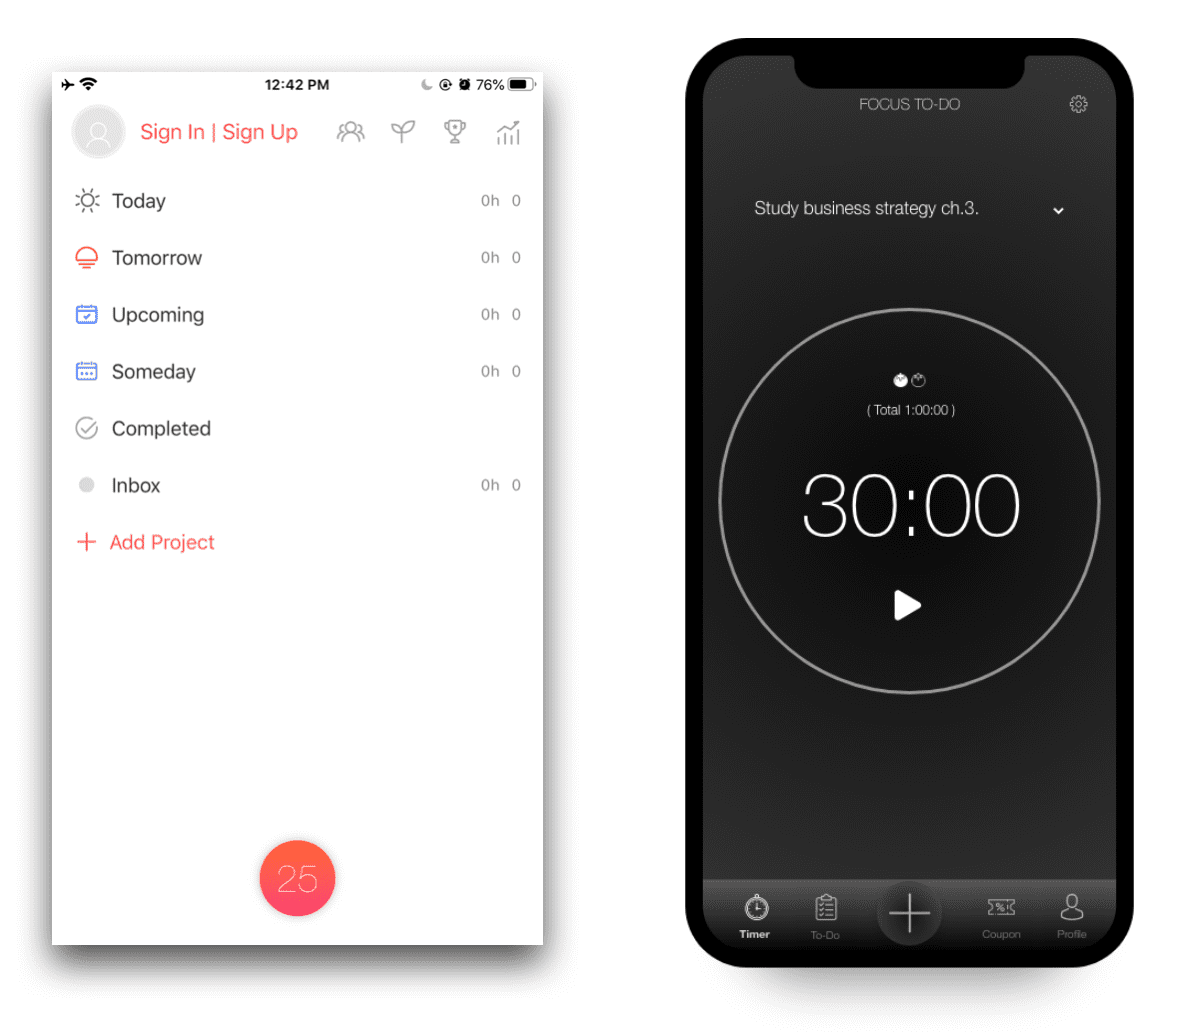 12:42 PM
76%
Sign In | Sign Up
Today 0h 0
Tomorrow 0h 0
Upcoming 0h 0
Someday 0h 0
Completed
Inbox 0h 0
+ Add Project
25
FOCUS TO-DO
Study business strategy ch.3.
( Total 1:00:00 )
30:00
Timer
To-Do
Coupon
Profile